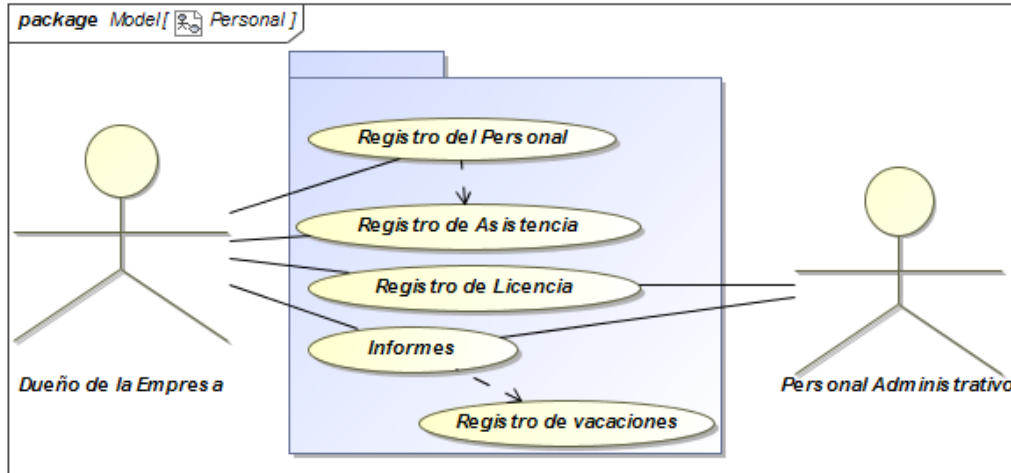 package Model [ Personal ]
Registro del Personal
Registro de Asistencia
Registro de Licencia
Informes
Registro de vacaciones
Dueño de la Empresa
Personal Administrativo